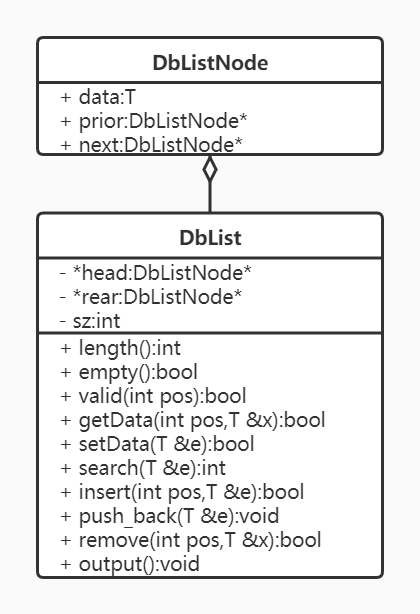 DbListNode
+ data:T
+ prior:DbListNode*
+ next:DbListNode*
DbList
- *head:DbListNode*
- *rear:DbListNode*
- sz:int
+ length():int
+ empty():bool
+ valid(int pos):bool
+ getData(int pos,T &x):bool
+ setData(T &e):bool
+ search(T &e):int
+ insert(int pos,T &e):bool
+ push_back(T &e):void
+ remove(int pos,T &x):bool
+ output():void